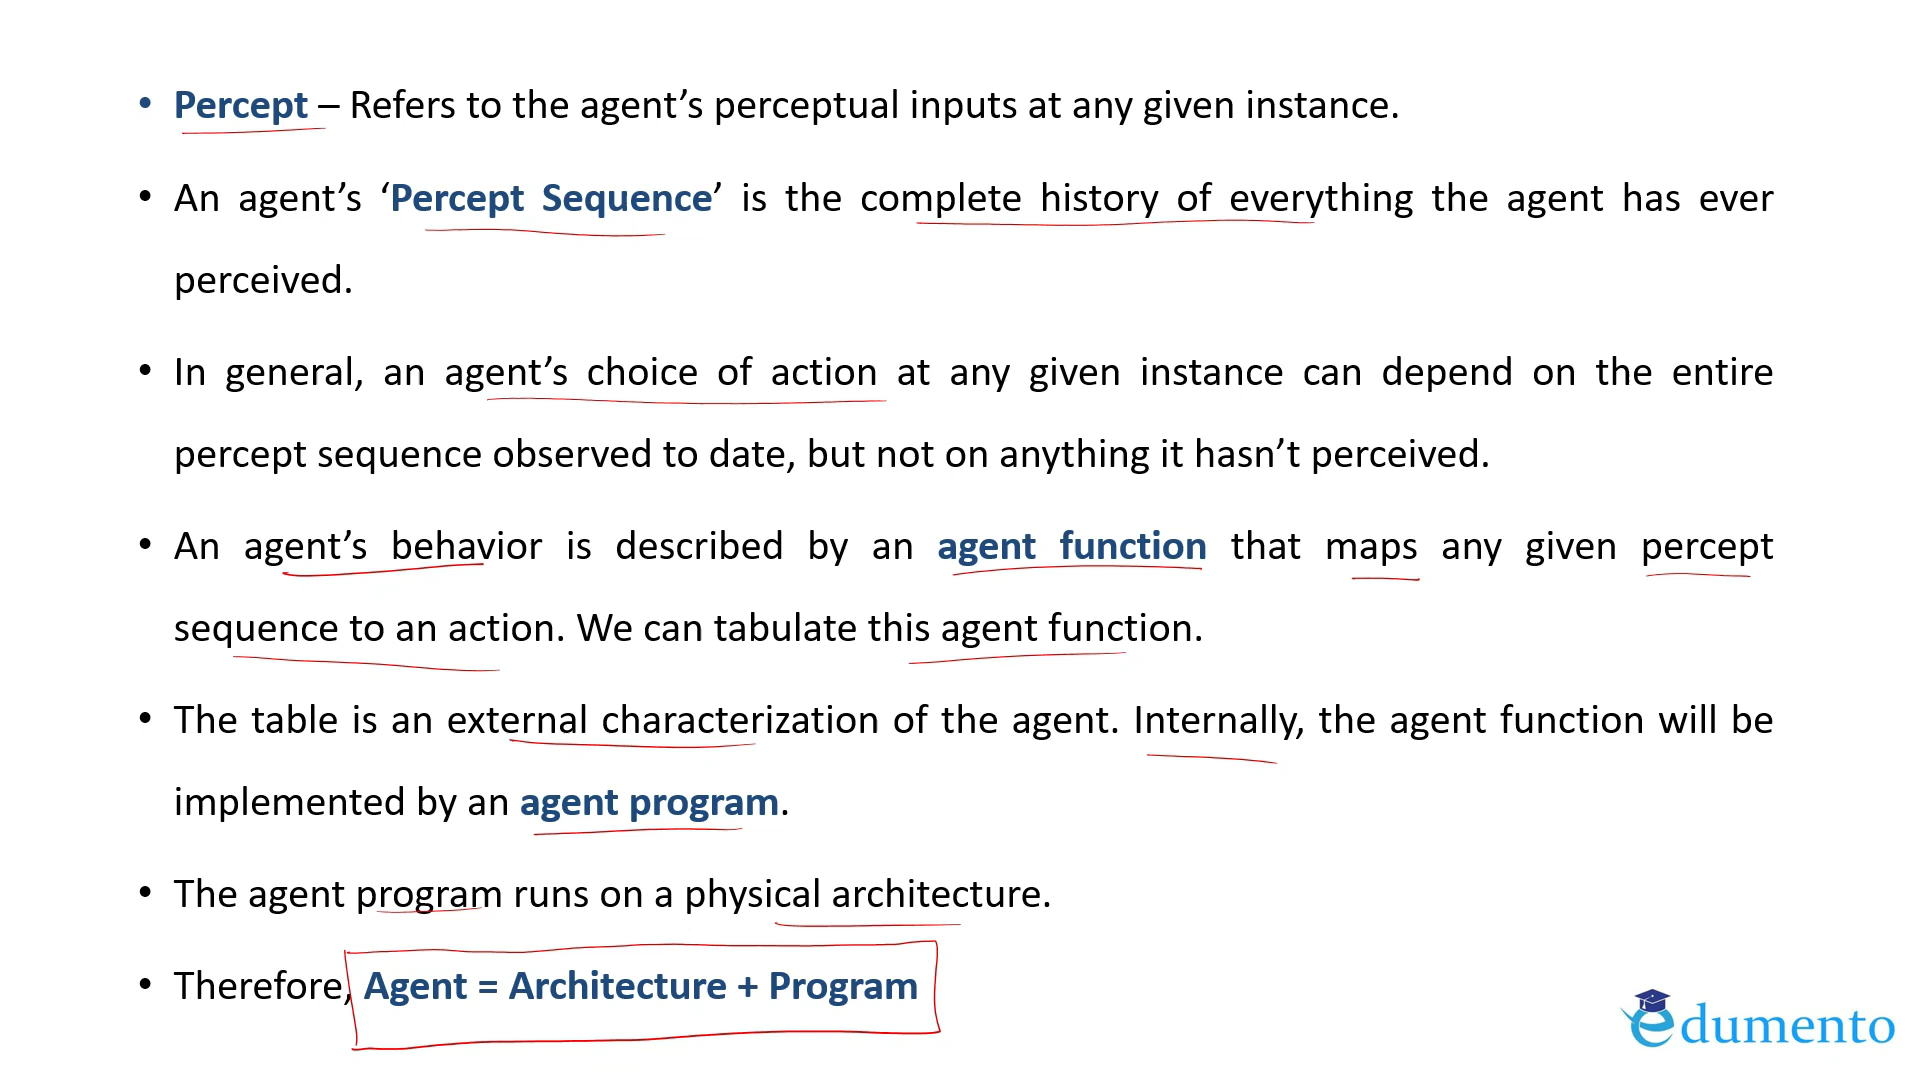 • Percept – Refers to the agent’s perceptual inputs at any given instance.
• An agent’s ‘Percept Sequence’ is the complete history of everything the agent has ever
perceived.
• In general, an agent’s choice of action at any given instance can depend on the entire
percept sequence observed to date, but not on anything it hasn’t perceived.
• An agent’s behavior is described by an agent function that maps any given percept
sequence to an action. We can tabulate this agent function.
• The table is an external characterization of the agent. Internally, the agent function will be
implemented by an agent program.
• The agent program runs on a physical architecture.
• Therefore, Agent = Architecture + Program
edumento